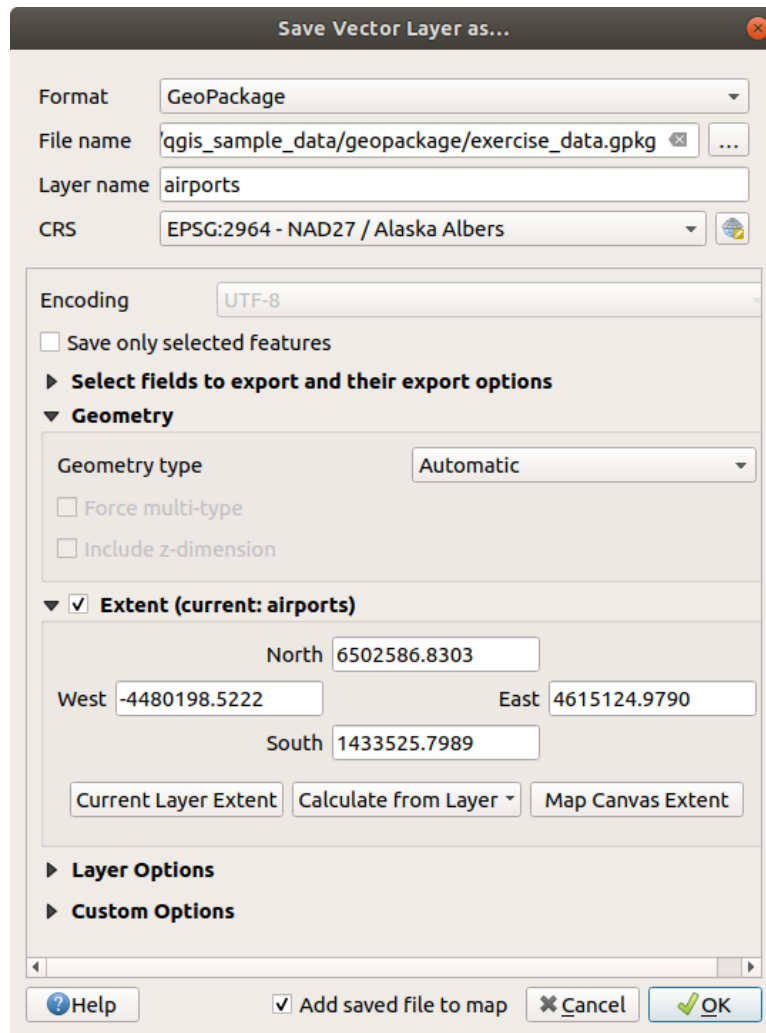 Save Vector Layer as...
Format GeoPackage
File name /qgis_sample_data/geopackage/exercise_data.gpkg ...
Layer name airports
CRS EPSG:2964 - NAD27 / Alaska Albers
Encoding UTF-8
Save only selected features
Select fields to export and their export options
Geometry
Geometry type Automatic
Force multi-type
Include z-dimension
Extent (current: airports)
North 6502586.8303
West -4480198.5222 East 4615124.9790
South 1433525.7989
Current Layer Extent Calculate from Layer Map Canvas Extent
Layer Options
Custom Options
Help Add saved file to map Cancel OK